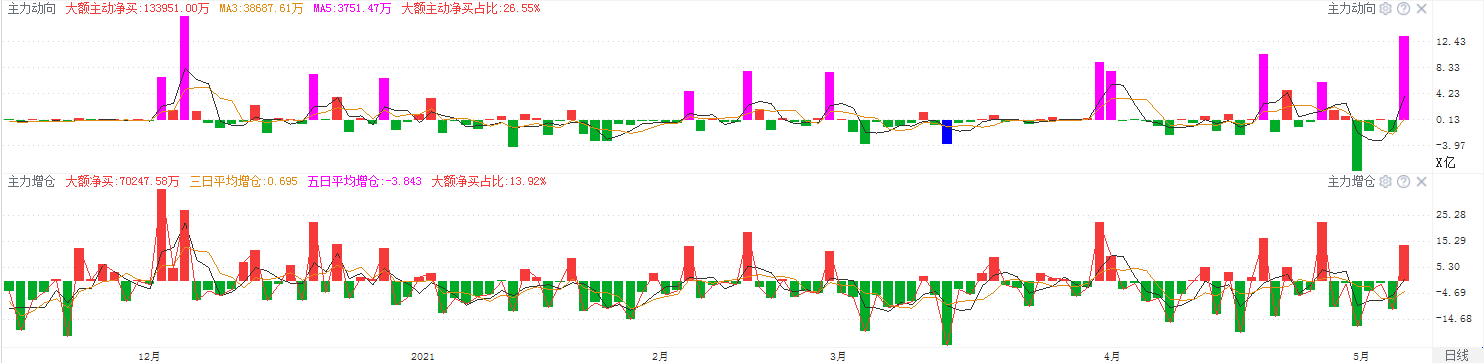 主力动向 大额主动净买:133951.00万 MA3:38687.61万 MA5:3751.47万 大额主动净买占比:26.55% 主力动向
12.43
8.33
4.23
0.13
-3.97
X亿
主力增仓 大额净买:70247.58万 三日平均增仓:0.695 五日平均增仓:-3.843 大额净买占比:13.92% 主力增仓
25.28
15.29
5.30
-4.69
-14.68
12月 2021 2月 3月 4月 5月 日线